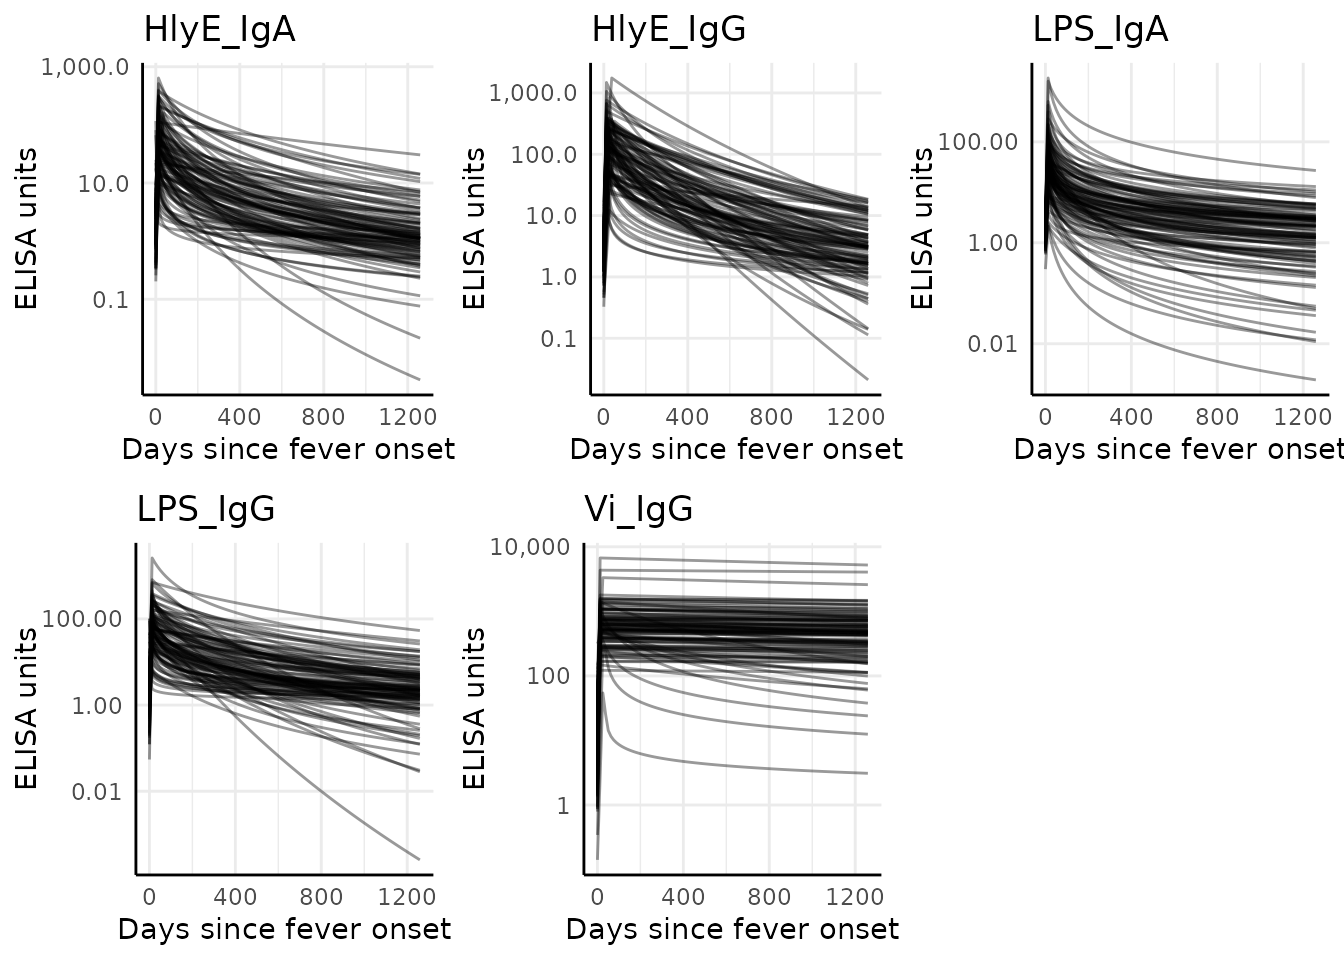 HlyE_IgA
HlyE_IgG
LPS_IgA
ELISA units
1,000.0
10.0
0.1
0 400 800 1200
Days since fever onset
ELISA units
1,000.0
100.0
10.0
1.0
0.1
0 400 800 1200
Days since fever onset
ELISA units
100.00
1.00
0.01
0 400 800 1200
Days since fever onset
LPS_IgG
Vi_IgG
ELISA units
100.00
1.00
0.01
0 400 800 1200
Days since fever onset
ELISA units
10,000
100
1
0 400 800 1200
Days since fever onset